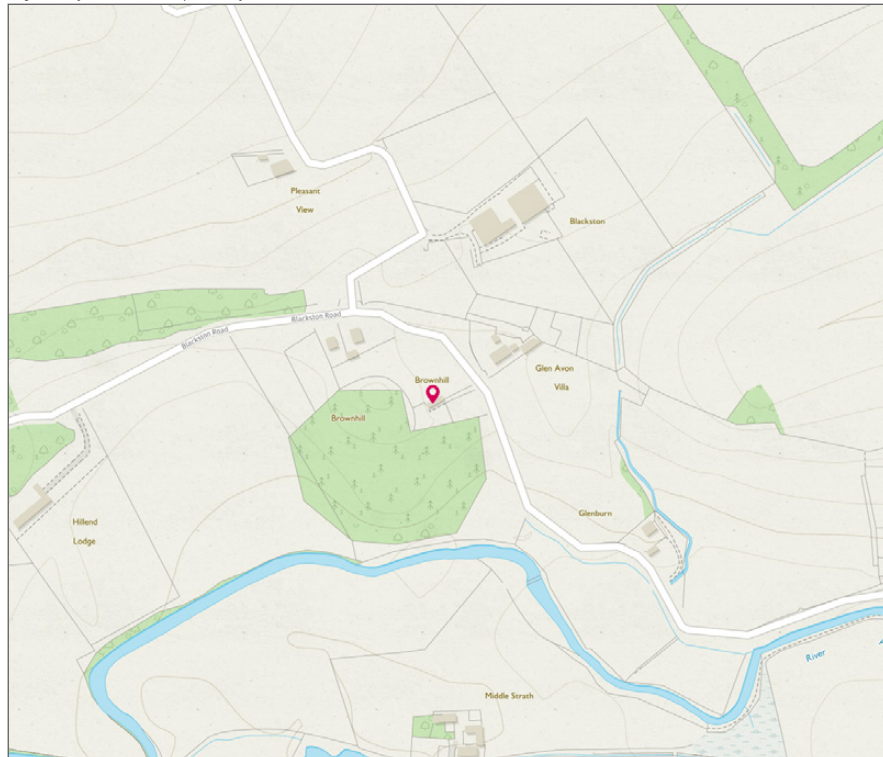 Pleasant
View
Blackston
Blackston Road
Blackston Road
Glen Avon
Villa
Brownhill
Brownhill
Glenburn
Hillend
Lodge
River
Middle Strath